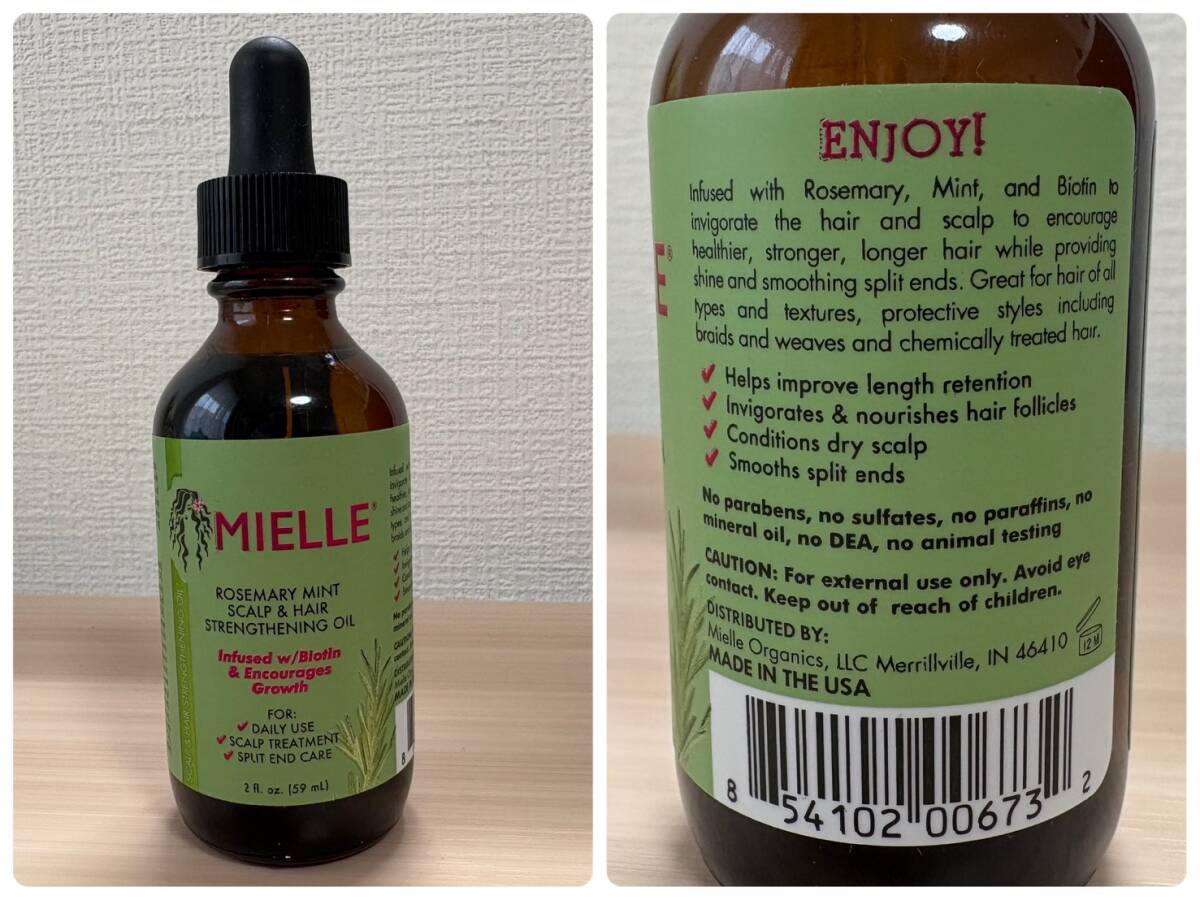 MIELLE®
ROSEMARY MINT
SCALP & HAIR
STRENGTHENING OIL
Infused w/Biotin
& Encourages
Growth
FOR:
DAILY USE
SCALP TREATMENT
SPLIT END CARE
2 fl. oz. (59 mL)
SCALP & HAIR STRENGTHENING OIL
ENJOY!
Infused with Rosemary, Mint, and Biotin to
invigorate the hair and scalp to encourage
healthier, stronger, longer hair while providing
shine and smoothing split ends. Great for hair of all
types and textures, protective styles including
braids and weaves and chemically treated hair.
Helps improve length retention
Invigorates & nourishes hair follicles
Conditions dry scalp
Smooths split ends
No parabens, no sulfates, no paraffins, no
mineral oil, no DEA, no animal testing
CAUTION: For external use only. Avoid eye
contact. Keep out of reach of children.
DISTRIBUTED BY:
Mielle Organics, LLC Merrillville, IN 46410
12 M
MADE IN THE USA
8 54102 00673 2